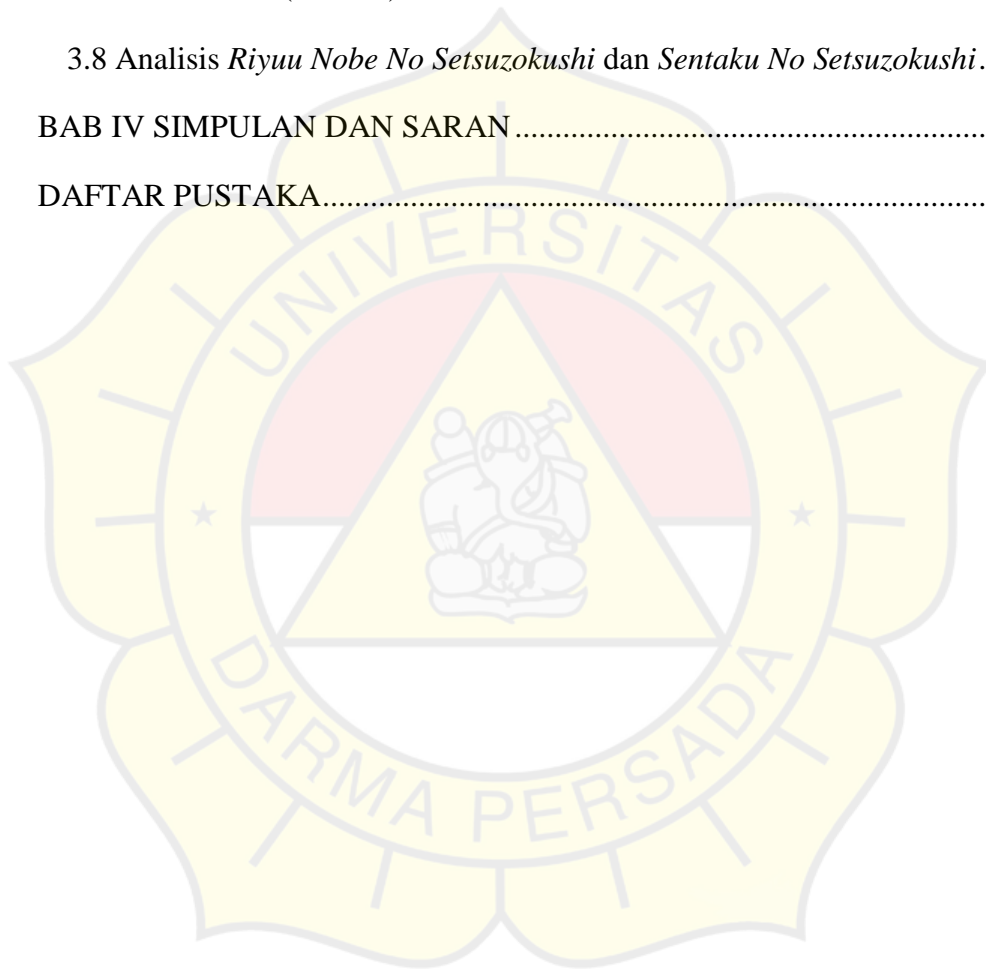 3.8 Analisis Riyuu Nobe No Setsuzokushi dan Sentaku No Setsuzokushi.
BAB IV SIMPULAN DAN SARAN................................................................
DAFTAR PUSTAKA................................................................
UNIVERSITAS
DARMA PERSADA